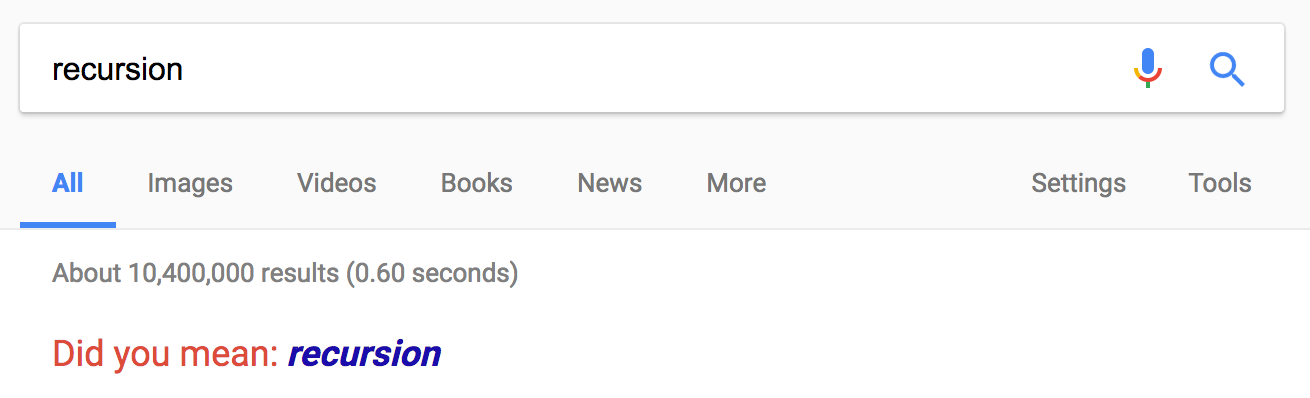 recursion
All Images Videos Books News More Settings Tools
About 10,400,000 results (0.60 seconds)
Did you mean: recursion